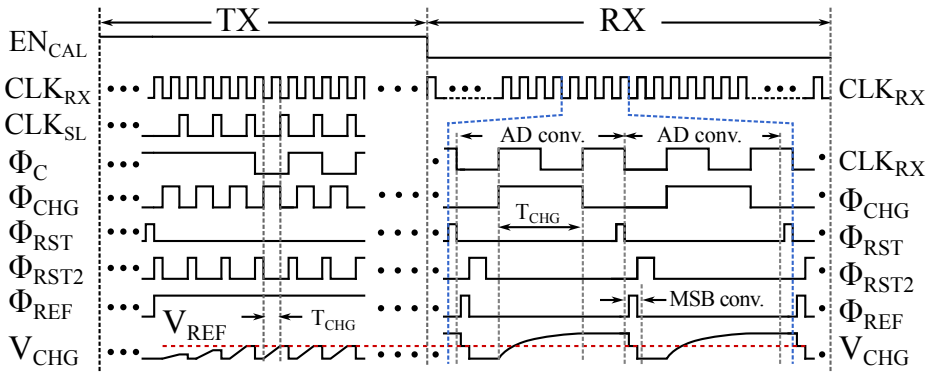 TX RX
EN_CAL
CLK_RX CLK_RX
CLK_SL AD conv. AD conv.
Φ_C CLK_RX
Φ_CHG Φ_CHG
T_CHG
Φ_RST Φ_RST
Φ_RST2 Φ_RST2
Φ_REF MSB conv. Φ_REF
V_REF T_CHG
V_CHG V_CHG